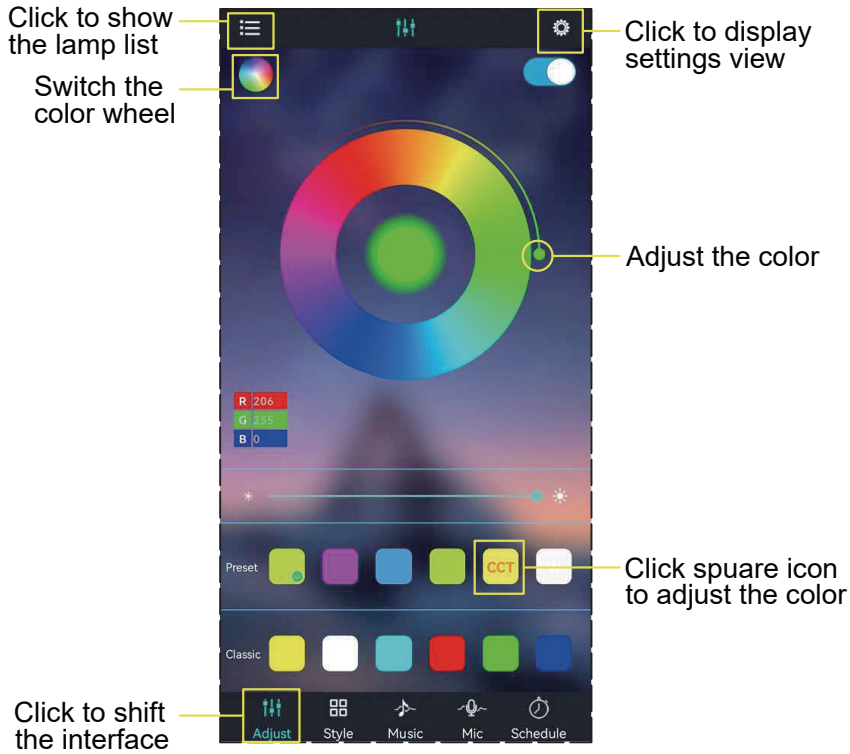 Click to show
the lamp list
Click to display
settings view
Switch the
color wheel
Adjust the color
R 206
G 255
B 0
Preset
CCT
Click spuare icon
to adjust the color
Classic
Click to shift
the interface
Adjust
Style
Music
Mic
Schedule